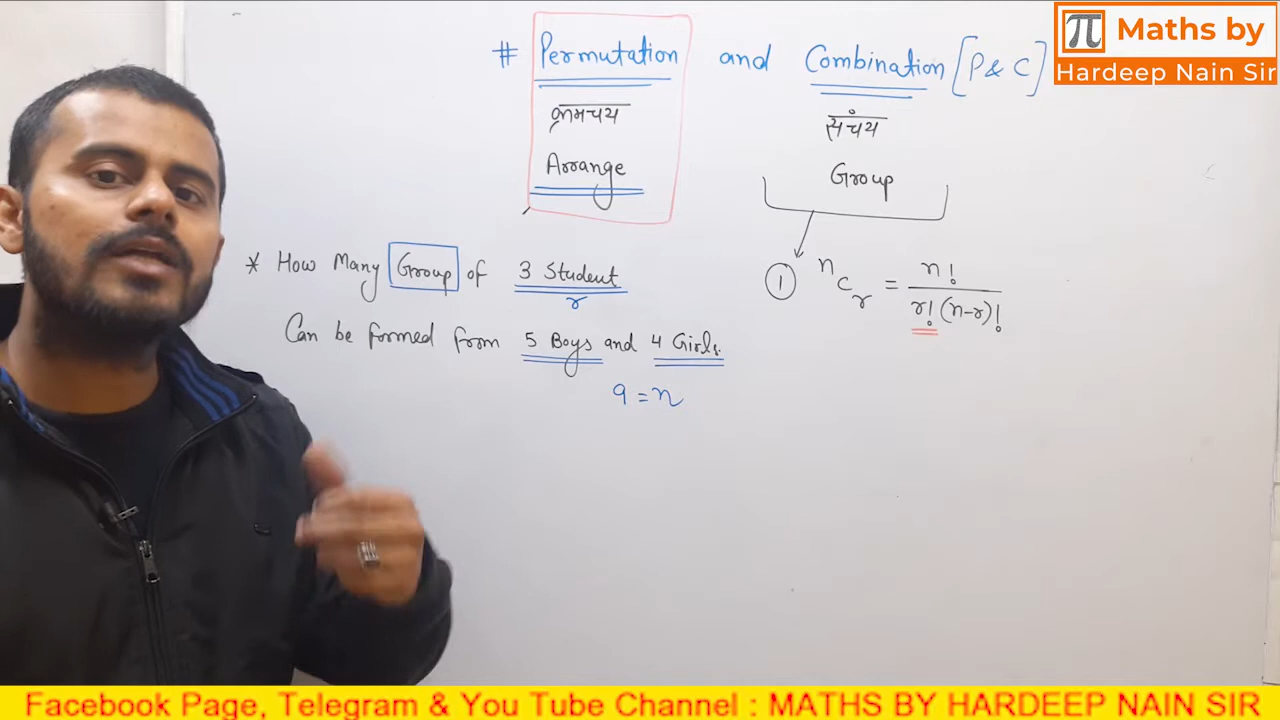 # Permutation and Combination [P & C]
क्रमचय संचय
Arrange Group
* How Many Group of 3 Student
r
Can be formed from 5 Boys and 4 Girls.
9 = n
① nCr = n! / r! (n-r)!
π Maths by
Hardeep Nain Sir
Facebook Page, Telegram & You Tube Channel : MATHS BY HARDEEP NAIN SIR